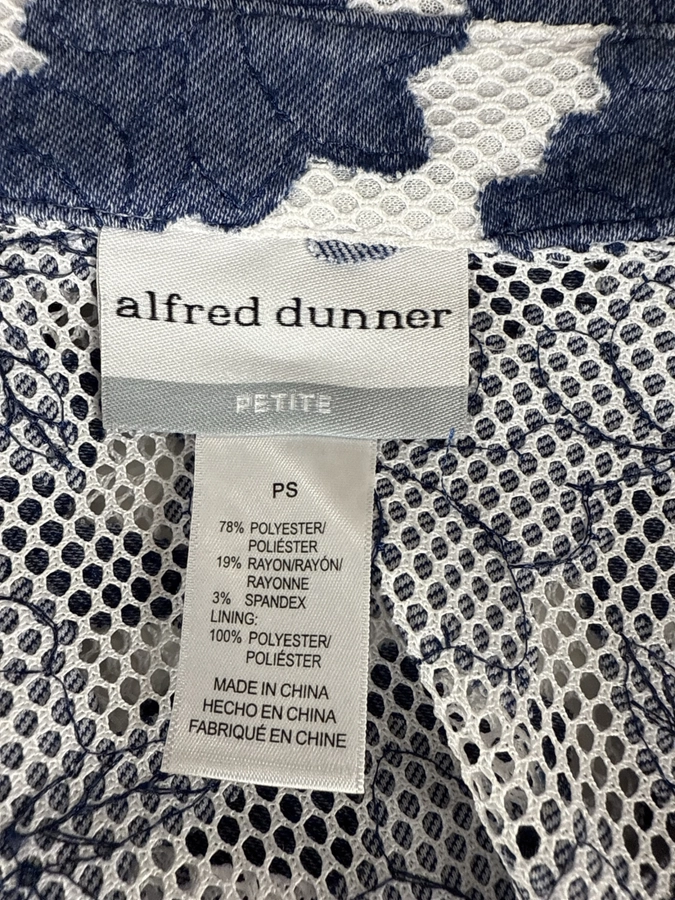 alfred dunner
PETITE
PS
78% POLYESTER/
POLIÉSTER
19% RAYON/RAYÓN/
RAYONNE
3% SPANDEX
LINING:
100% POLYESTER/
POLIÉSTER
MADE IN CHINA
HECHO EN CHINA
FABRIQUÉ EN CHINE